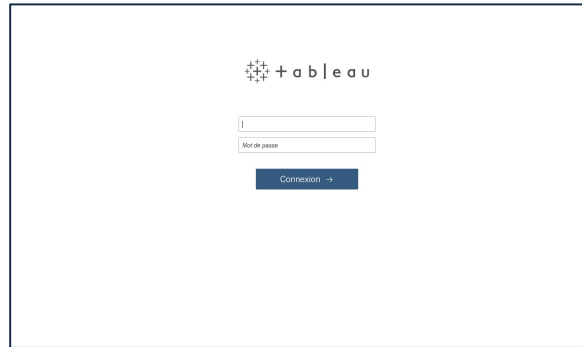 + a b l e a u
Mot de passe
Connexion →